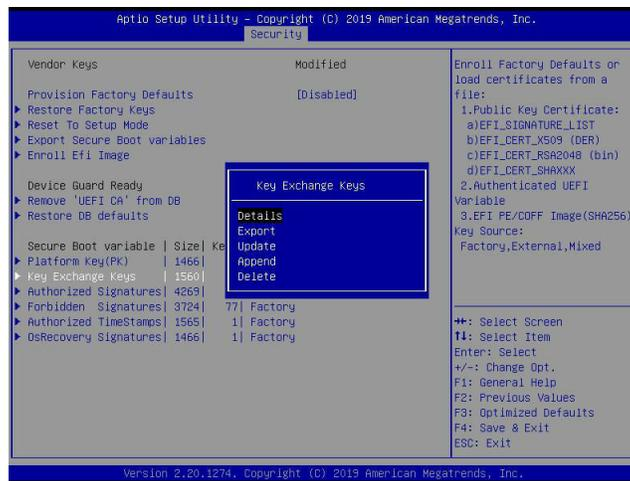 Aptio Setup Utility – Copyright (C) 2019 American Megatrends, Inc.
Security
Vendor Keys Modified
Provision Factory Defaults [Disabled]
Restore Factory Keys
Reset To Setup Mode
Export Secure Boot variables
Enroll Efi Image
Device Guard Ready
Remove 'UEFI CA' from DB
Restore DB defaults
Secure Boot variable | Size| Ke
Platform Key(PK) | 1466|
Key Exchange Keys | 1560|
Authorized Signatures| 4269|
Forbidden Signatures| 3724| 77| Factory
Authorized TimeStamps| 1565| 1| Factory
OsRecovery Signatures| 1466| 1| Factory
Key Exchange Keys
Details
Export
Update
Append
Delete
Enroll Factory Defaults or
load certificates from a
file:
1.Public Key Certificate:
a)EFI_SIGNATURE_LIST
b)EFI_CERT_X509 (DER)
c)EFI_CERT_RSA2048 (bin)
d)EFI_CERT_SHAXXX
2.Authenticated UEFI
Variable
3.EFI PE/COFF Image(SHA256)
Key Source:
Factory,External,Mixed
→←: Select Screen
↑↓: Select Item
Enter: Select
+/-: Change Opt.
F1: General Help
F2: Previous Values
F3: Optimized Defaults
F4: Save & Exit
ESC: Exit
Version 2.20.1274. Copyright (C) 2019 American Megatrends, Inc.